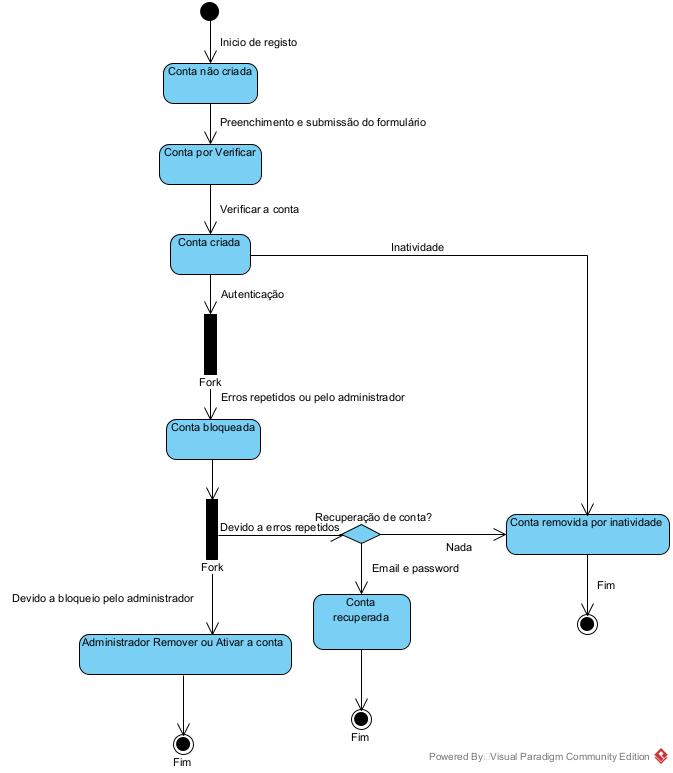 Inicio de registo
Conta não criada
Preenchimento e submissão do formulário
Conta por Verificar
Verificar a conta
Conta criada
Inatividade
Autenticação
Fork
Erros repetidos ou pelo administrador
Conta bloqueada
Recuperação de conta?
Devido a erros repetidos
Conta removida por inatividade
Nada
Fork
Email e password
Fim
Devido a bloqueio pelo administrador
Conta
recuperada
Administrador Remover ou Ativar a conta
Fim
Fim
Powered By Visual Paradigm Community Edition